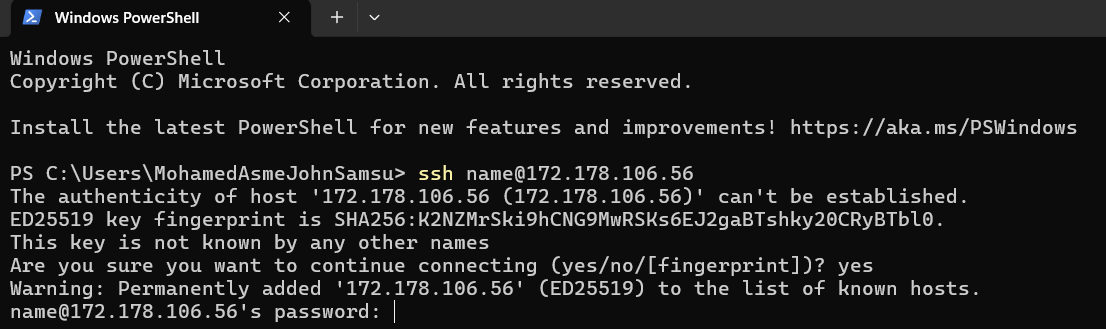 Windows PowerShell
Windows PowerShell
Copyright (C) Microsoft Corporation. All rights reserved.
Install the latest PowerShell for new features and improvements! https://aka.ms/PSWindows
PS C:\Users\MohamedAsmeJohnSamsu> ssh name@172.178.106.56
The authenticity of host '172.178.106.56 (172.178.106.56)' can't be established.
ED25519 key fingerprint is SHA256:K2NZMrSki9hCNG9MwRSKs6EJ2gaBTshky20CRyBTbl0.
This key is not known by any other names
Are you sure you want to continue connecting (yes/no/[fingerprint])? yes
Warning: Permanently added '172.178.106.56' (ED25519) to the list of known hosts.
name@172.178.106.56's password: